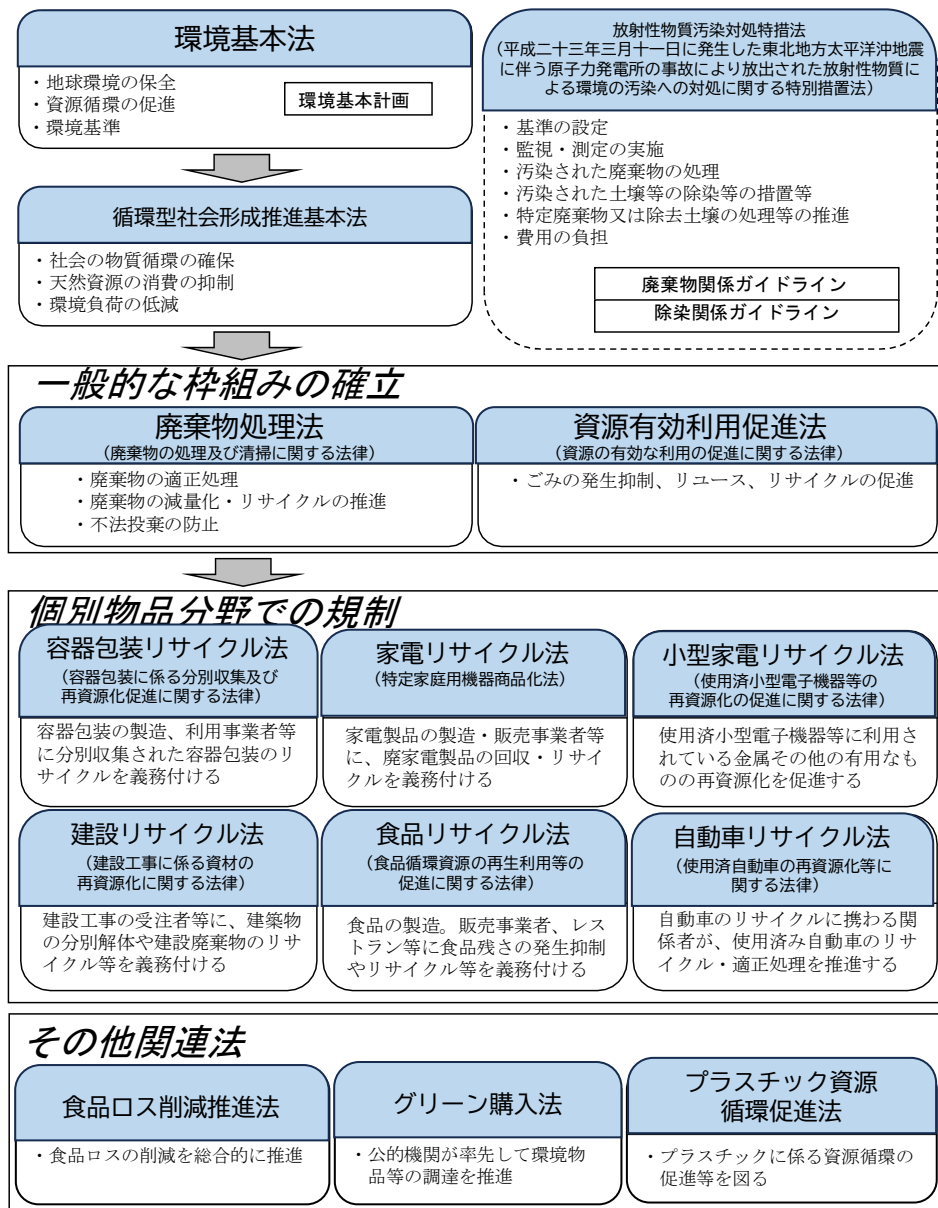 環境基本法
・地球環境の保全
・資源循環の促進
・環境基準
環境基本計画
放射性物質汚染対処特措法
（平成二十三年三月十一日に発生した東北地方太平洋沖地震
に伴う原子力発電所の事故により放出された放射性物質に
よる環境の汚染への対処に関する特別措置法）
・基準の設定
・監視・測定の実施
・汚染された廃棄物の処理
・汚染された土壌等の除染等の措置等
・特定廃棄物又は除去土壌の処理等の推進
・費用の負担
廃棄物関係ガイドライン
除染関係ガイドライン
循環型社会形成推進基本法
・社会の物質循環の確保
・天然資源の消費の抑制
・環境負荷の低減
一般的な枠組みの確立
廃棄物処理法
（廃棄物の処理及び清掃に関する法律）
・廃棄物の適正処理
・廃棄物の減量化・リサイクルの推進
・不法投棄の防止
資源有効利用促進法
（資源の有効な利用の促進に関する法律）
・ごみの発生抑制、リユース、リサイクルの促進
個別物品分野での規制
容器包装リサイクル法
（容器包装に係る分別収集及び
再資源化促進に関する法律）
容器包装の製造、利用事業者等
に分別収集された容器包装のリ
サイクルを義務付ける
家電リサイクル法
（特定家庭用機器商品化法）
家電製品の製造・販売事業者等
に、廃家電製品の回収・リサイ
クルを義務付ける
小型家電リサイクル法
（使用済小型電子機器等の
再資源化の促進に関する法律）
使用済小型電子機器等に利用さ
れている金属その他の有用なも
のの再資源化を促進する
建設リサイクル法
（建設工事に係る資材の
再資源化に関する法律）
建設工事の受注者等に、建築物
の分別解体や建設廃棄物のリサ
イクル等を義務付ける
食品リサイクル法
（食品循環資源の再生利用等の
促進に関する法律）
食品の製造。販売事業者、レス
トラン等に食品残さの発生抑制
やリサイクル等を義務付ける
自動車リサイクル法
（使用済自動車の再資源化等に
関する法律）
自動車のリサイクルに携わる関
係者が、使用済み自動車のリサ
イクル・適正処理を推進する
その他関連法
食品ロス削減推進法
・食品ロスの削減を総合的に推進
グリーン購入法
・公的機関が率先して環境物
品等の調達を推進
プラスチック資源
循環促進法
・プラスチックに係る資源循環の
促進等を図る